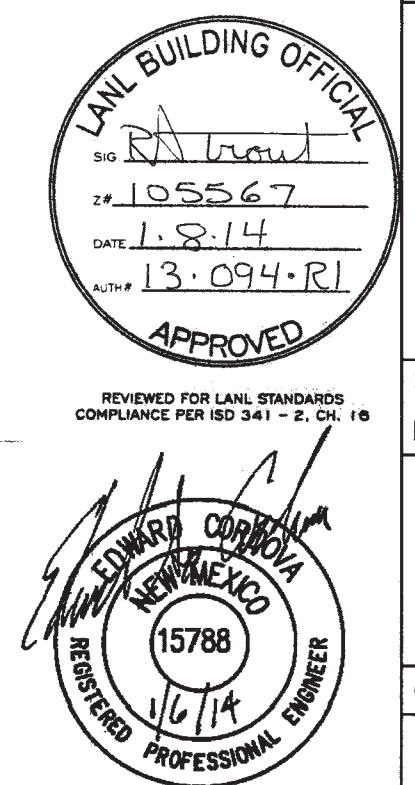 LANL BUILDING OFFICIAL
SIG
Z# 105567
DATE 1.8.14
AUTH# 13.094.R1
APPROVED
REVIEWED FOR LANL STANDARDS
COMPLIANCE PER ISD 341 - 2, CH. 16
EDWARD CORDOVA
NEW MEXICO
15788
1/6/14
REGISTERED PROFESSIONAL ENGINEER